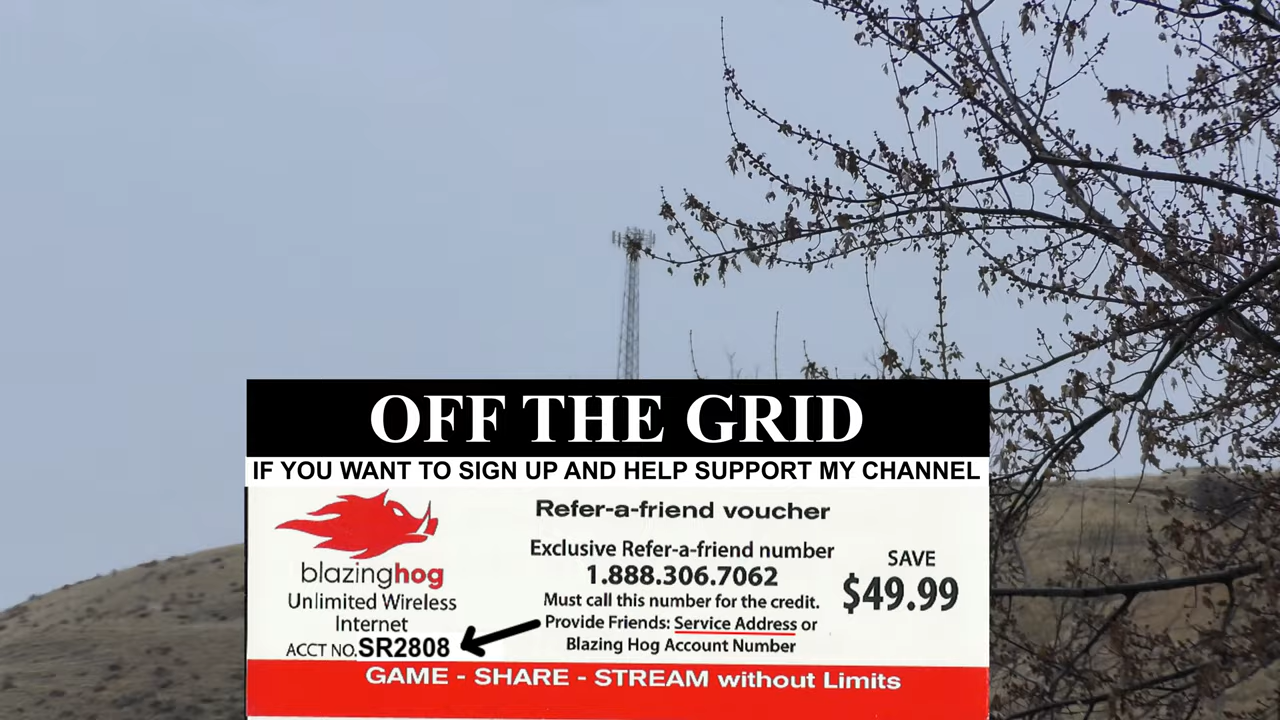 OFF THE GRID
IF YOU WANT TO SIGN UP AND HELP SUPPORT MY CHANNEL
Refer-a-friend voucher
blazinghog
Unlimited Wireless
Internet
ACCT NO.SR2808
Exclusive Refer-a-friend number
1.888.306.7062
Must call this number for the credit.
Provide Friends: Service Address or
Blazing Hog Account Number
SAVE
$49.99
GAME - SHARE - STREAM without Limits